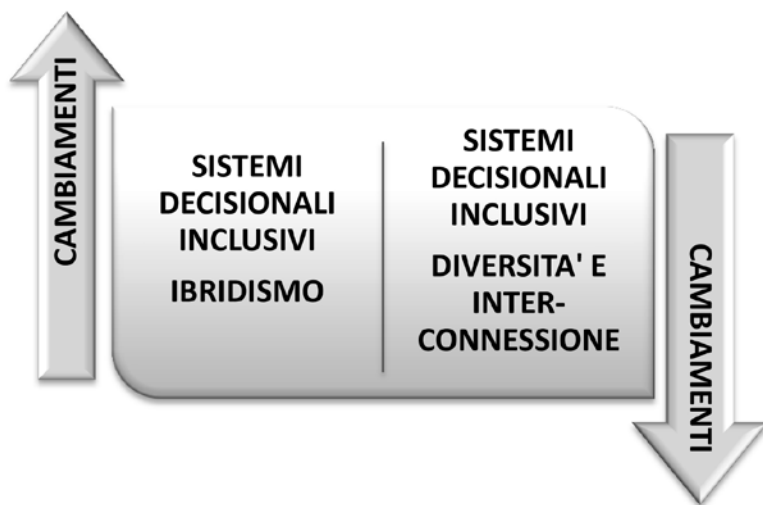 CAMBIAMENTI
SISTEMI
DECISIONALI
INCLUSIVI
IBRIDISMO
SISTEMI
DECISIONALI
INCLUSIVI
DIVERSITA' E
INTER-
CONNESSIONE
CAMBIAMENTI